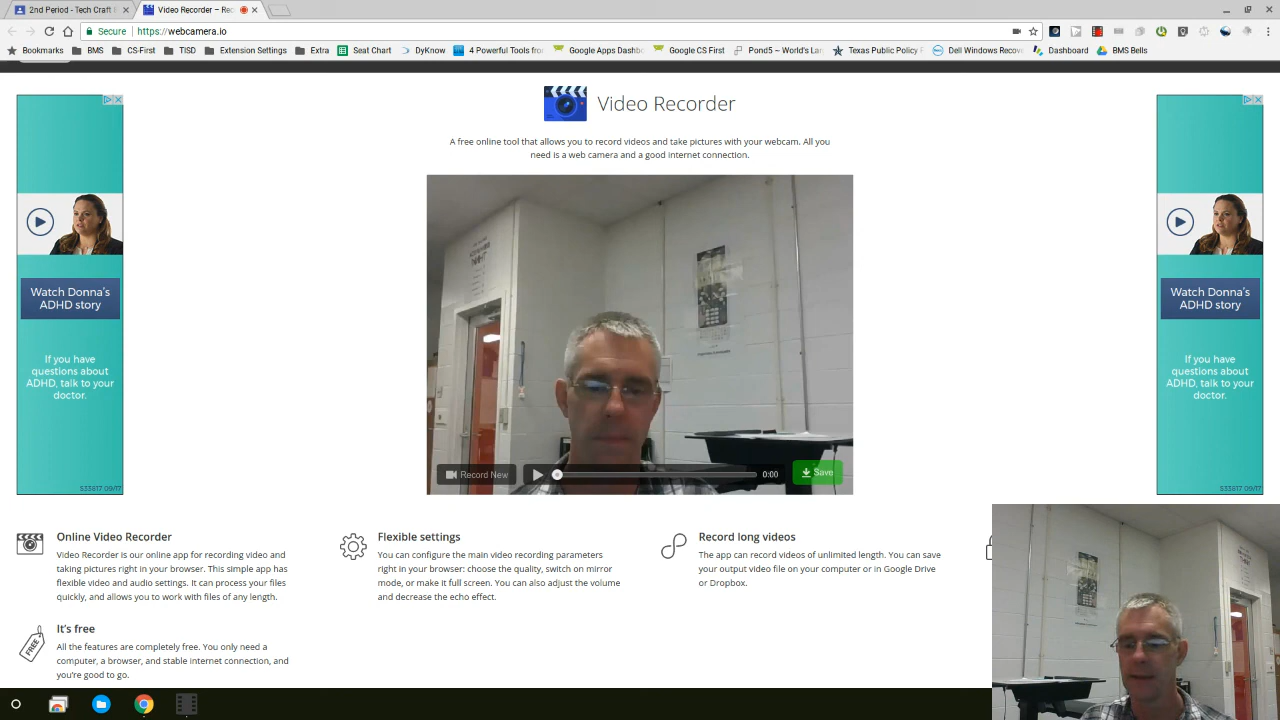 2nd Period - Tech Craft
Video Recorder – Rec
Secure
https://webcamera.io
Bookmarks
BMS
CS-First
TISD
Extension Settings
Extra
Seat Chart
DyKnow
4 Powerful Tools fro
Google Apps Dashb
Google CS First
Pond5 ~ World's La
Texas Public Policy
Dell Windows Recov
Dashboard
BMS Bells
Video Recorder
A free online tool that allows you to record videos and take pictures with your webcam. All you
need is a web camera and a good internet connection.
Watch Donna's
ADHD story
If you have
questions about
ADHD, talk to your
doctor.
S33617 09/17
Record New
0:00
Save
Watch Donna's
ADHD story
If you have
questions about
ADHD, talk to your
doctor.
S33617 09/17
Online Video Recorder
Video Recorder is our online app for recording video and
taking pictures right in your browser. This simple app has
flexible video and audio settings. It can process your files
quickly, and allows you to work with files of any length.
Flexible settings
You can configure the main video recording parameters
right in your browser: choose the quality, switch on mirror
mode, or make it full screen. You can also adjust the volume
and decrease the echo effect.
Record long videos
The app can record videos of unlimited length. You can save
your output video file on your computer or in Google Drive
or Dropbox.
FREE
It's free
All the features are completely free. You only need a
computer, a browser, and stable internet connection, and
you're good to go.